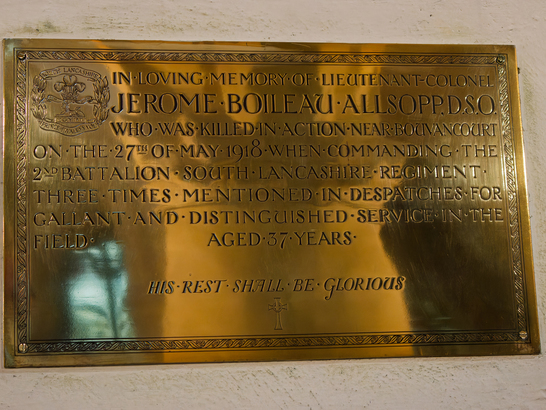 IN·LOVING·MEMORY·OF·LIEUTENANT-COLONEL
JEROME·BOILEAU·ALLSOPP.D.S.O.
WHO·WAS·KILLED·IN·ACTION·NEAR·BOUVANCOURT
ON·THE·27TH·OF·MAY·1918·WHEN·COMMANDING·THE
2ND·BATTALION·SOUTH·LANCASHIRE·REGIMENT·
THREE·TIMES·MENTIONED·IN·DESPATCHES·FOR
GALLANT·AND·DISTINGUISHED·SERVICE·IN·THE
FIELD· AGED·37·YEARS·
HIS·REST·SHALL·BE·GLORIOUS